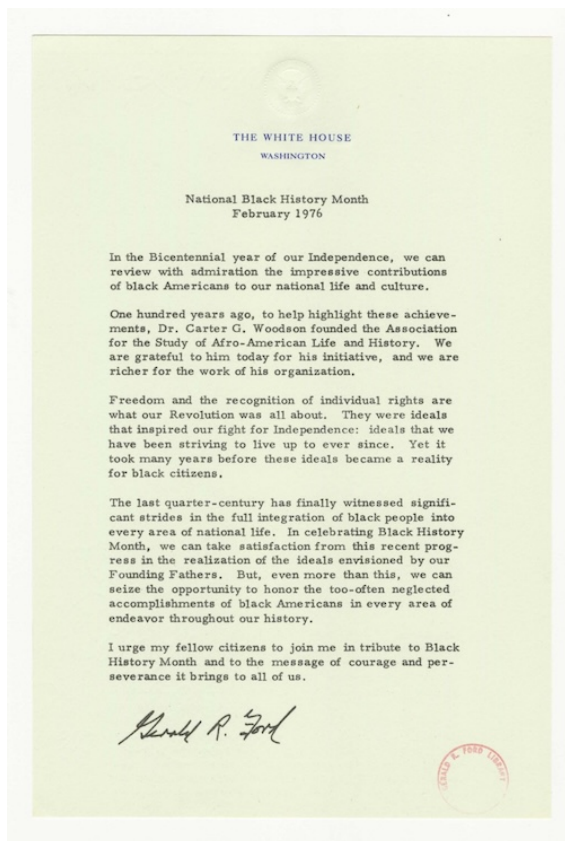 THE WHITE HOUSE
WASHINGTON
National Black History Month
February 1976
In the Bicentennial year of our Independence, we can
review with admiration the impressive contributions
of black Americans to our national life and culture.
One hundred years ago, to help highlight these achieve-
ments, Dr. Carter G. Woodson founded the Association
for the Study of Afro-American Life and History. We
are grateful to him today for his initiative, and we are
richer for the work of his organization.
Freedom and the recognition of individual rights are
what our Revolution was all about. They were ideals
that inspired our fight for Independence: ideals that we
have been striving to live up to ever since. Yet it
took many years before these ideals became a reality
for black citizens.
The last quarter-century has finally witnessed signifi-
cant strides in the full integration of black people into
every area of national life. In celebrating Black History
Month, we can take satisfaction from this recent prog-
ress in the realization of the ideals envisioned by our
Founding Fathers. But, even more than this, we can
seize the opportunity to honor the too-often neglected
accomplishments of black Americans in every area of
endeavor throughout our history.
I urge my fellow citizens to join me in tribute to Black
History Month and to the message of courage and per-
severance it brings to all of us.
Gerald R. Ford
GERALD R. FORD LIBRARY